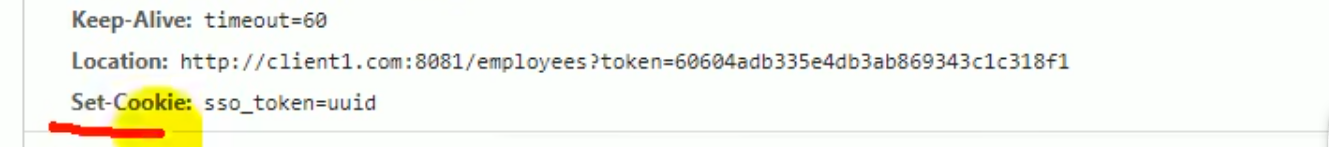 Keep-Alive: timeout=60
Location: http://client1.com:8081/employees?token=60604adb335e4db3ab869343c1c318f1
Set-Cookie: sso_token=uuid